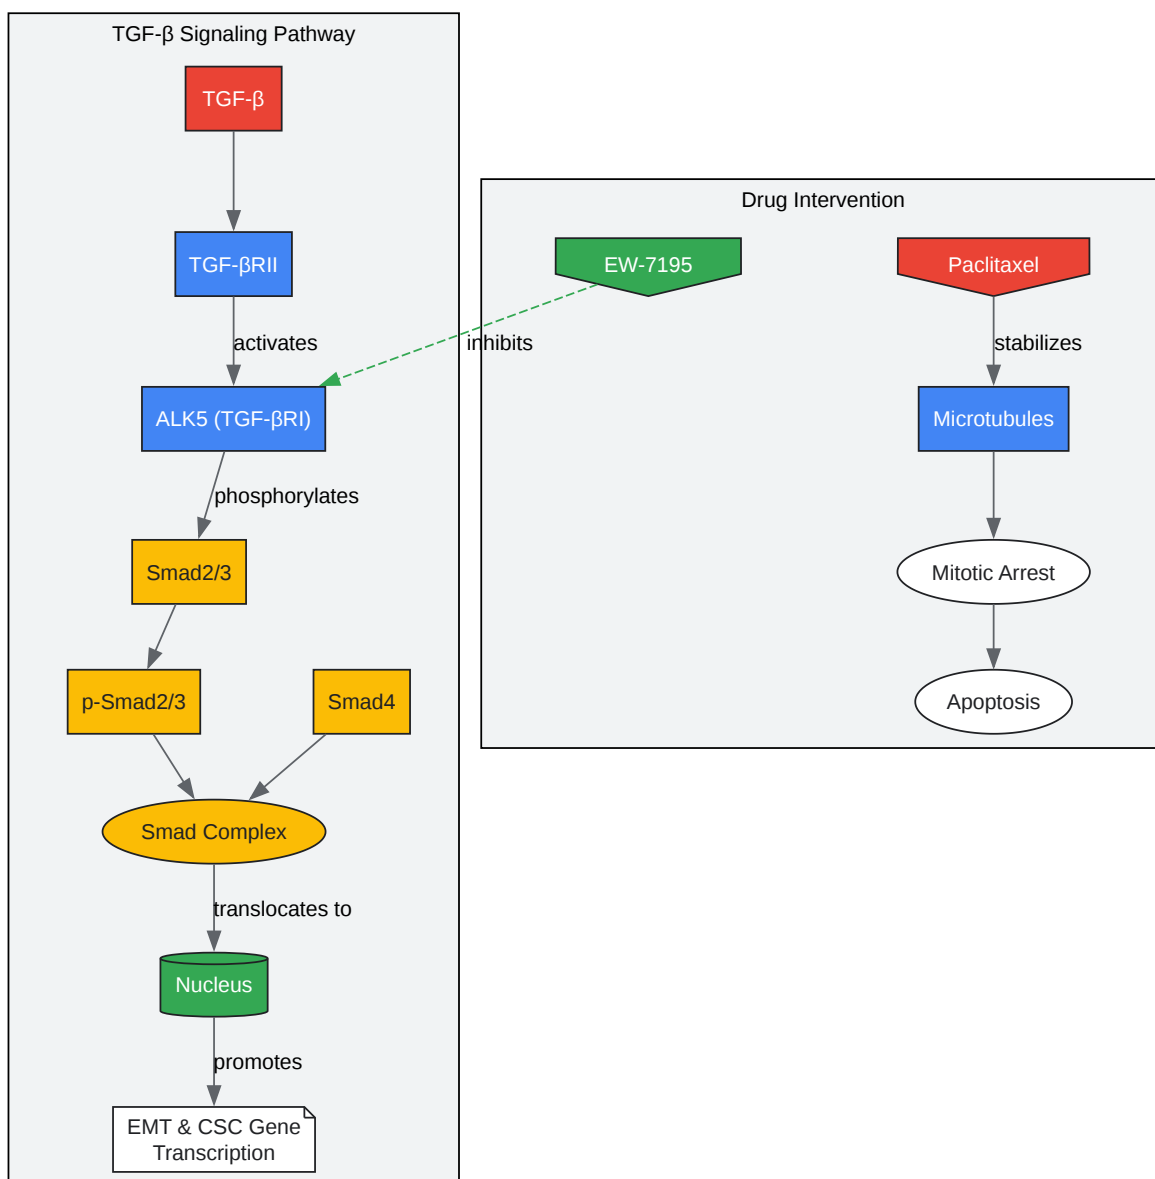 TGF-β Signaling Pathway
TGF-β
Drug Intervention
TGF-βRII
EW-7195
Paclitaxel
activates
inhibits
stabilizes
ALK5 (TGF-βRI)
Microtubules
phosphorylates
Smad2/3
Mitotic Arrest
p-Smad2/3
Smad4
Apoptosis
Smad Complex
translocates to
Nucleus
promotes
EMT & CSC Gene
Transcription